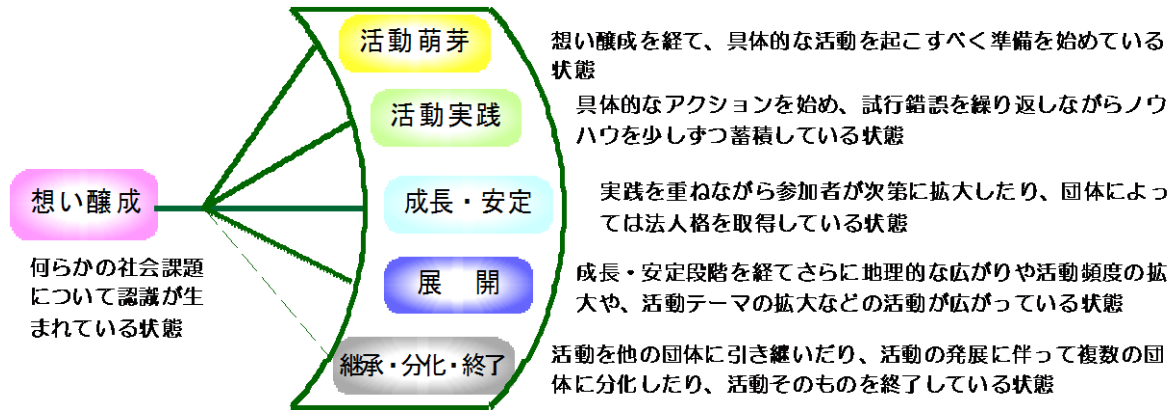 活動萌芽
想い醸成を経て、具体的な活動を起こすべく準備を始めている
状態
活動実践
具体的なアクションを始め、試行錯誤を繰り返しながらノウ
ハウを少しずつ蓄積している状態
想い醸成
何らかの社会課題
について認識が生
まれている状態
成長・安定
実践を重ねながら参加者が次第に拡大したり、団体によっ
ては法人格を取得している状態
展　開
成長・安定段階を経てさらに地理的な広がりや活動頻度の拡
大や、活動テーマの拡大などの活動が広がっている状態
継承・分化・終了
活動を他の団体に引き継いだり、活動の発展に伴って複数の団
体に分化したり、活動そのものを終了している状態